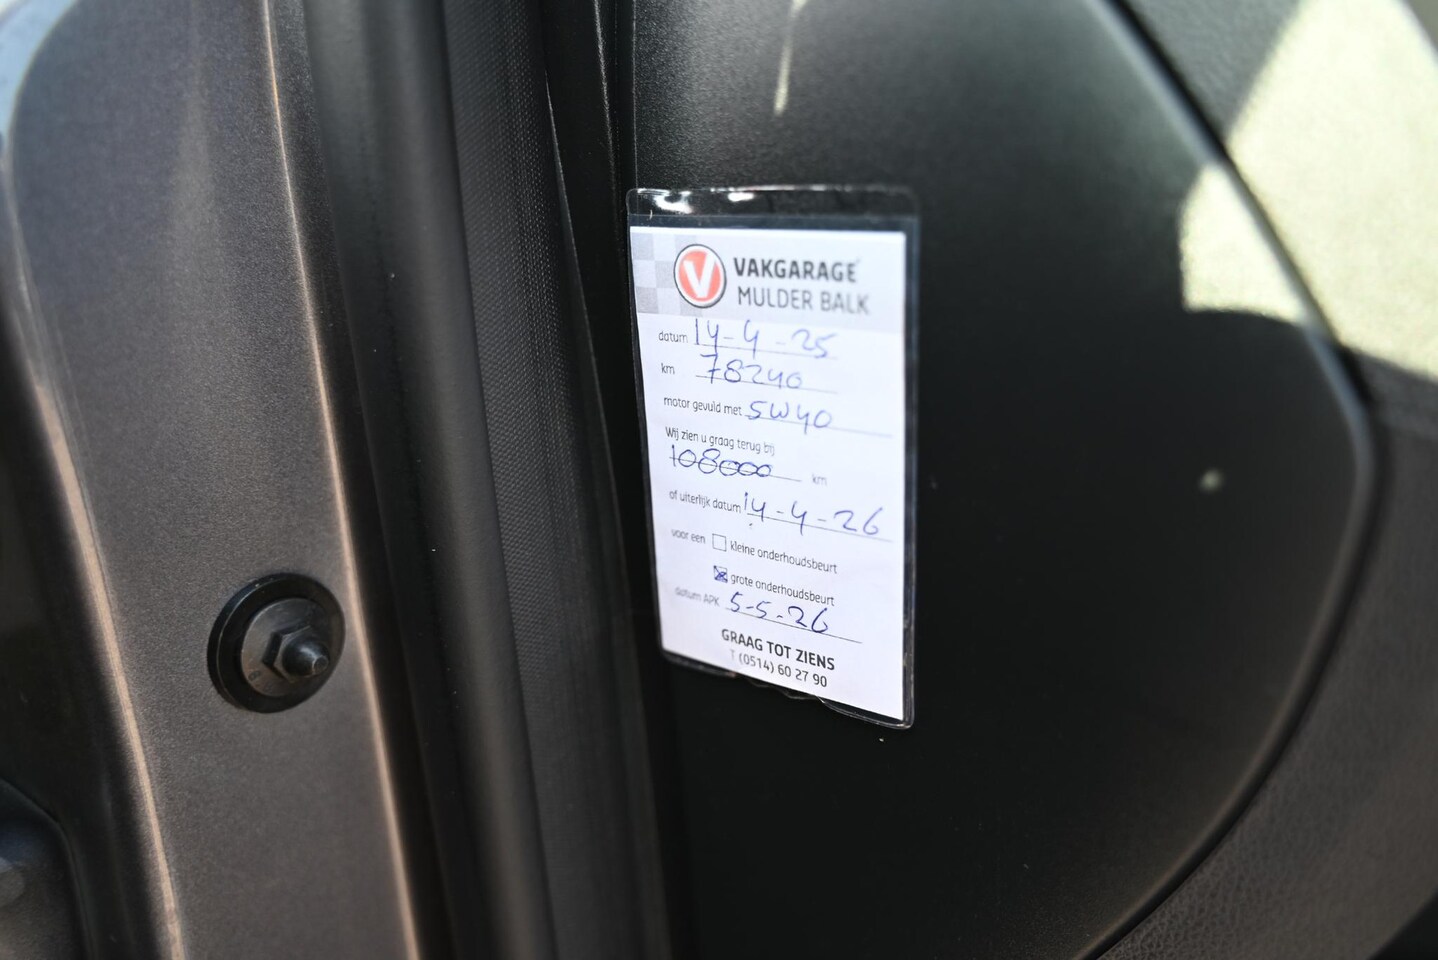 V VAKGARAGE
MULDER BALK
datum 14-4-25
km 78240
motor gevuld met 5W40
Wij zien u graag terug bij
108000 km
of uiterlijk datum 14-4-26
voor een kleine onderhoudsbeurt
grote onderhoudsbeurt
datum APK 5-5-26
GRAAG TOT ZIENS
T (0514) 60 27 90